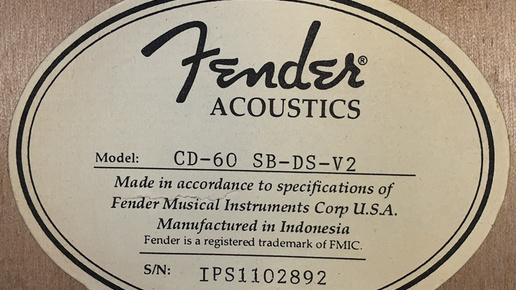 Fender®
ACOUSTICS
Model: CD-60 SB-DS-V2
Made in accordance to specifications of
Fender Musical Instruments Corp U.S.A.
Manufactured in Indonesia
Fender is a registered trademark of FMIC.
S/N: IPS1102892